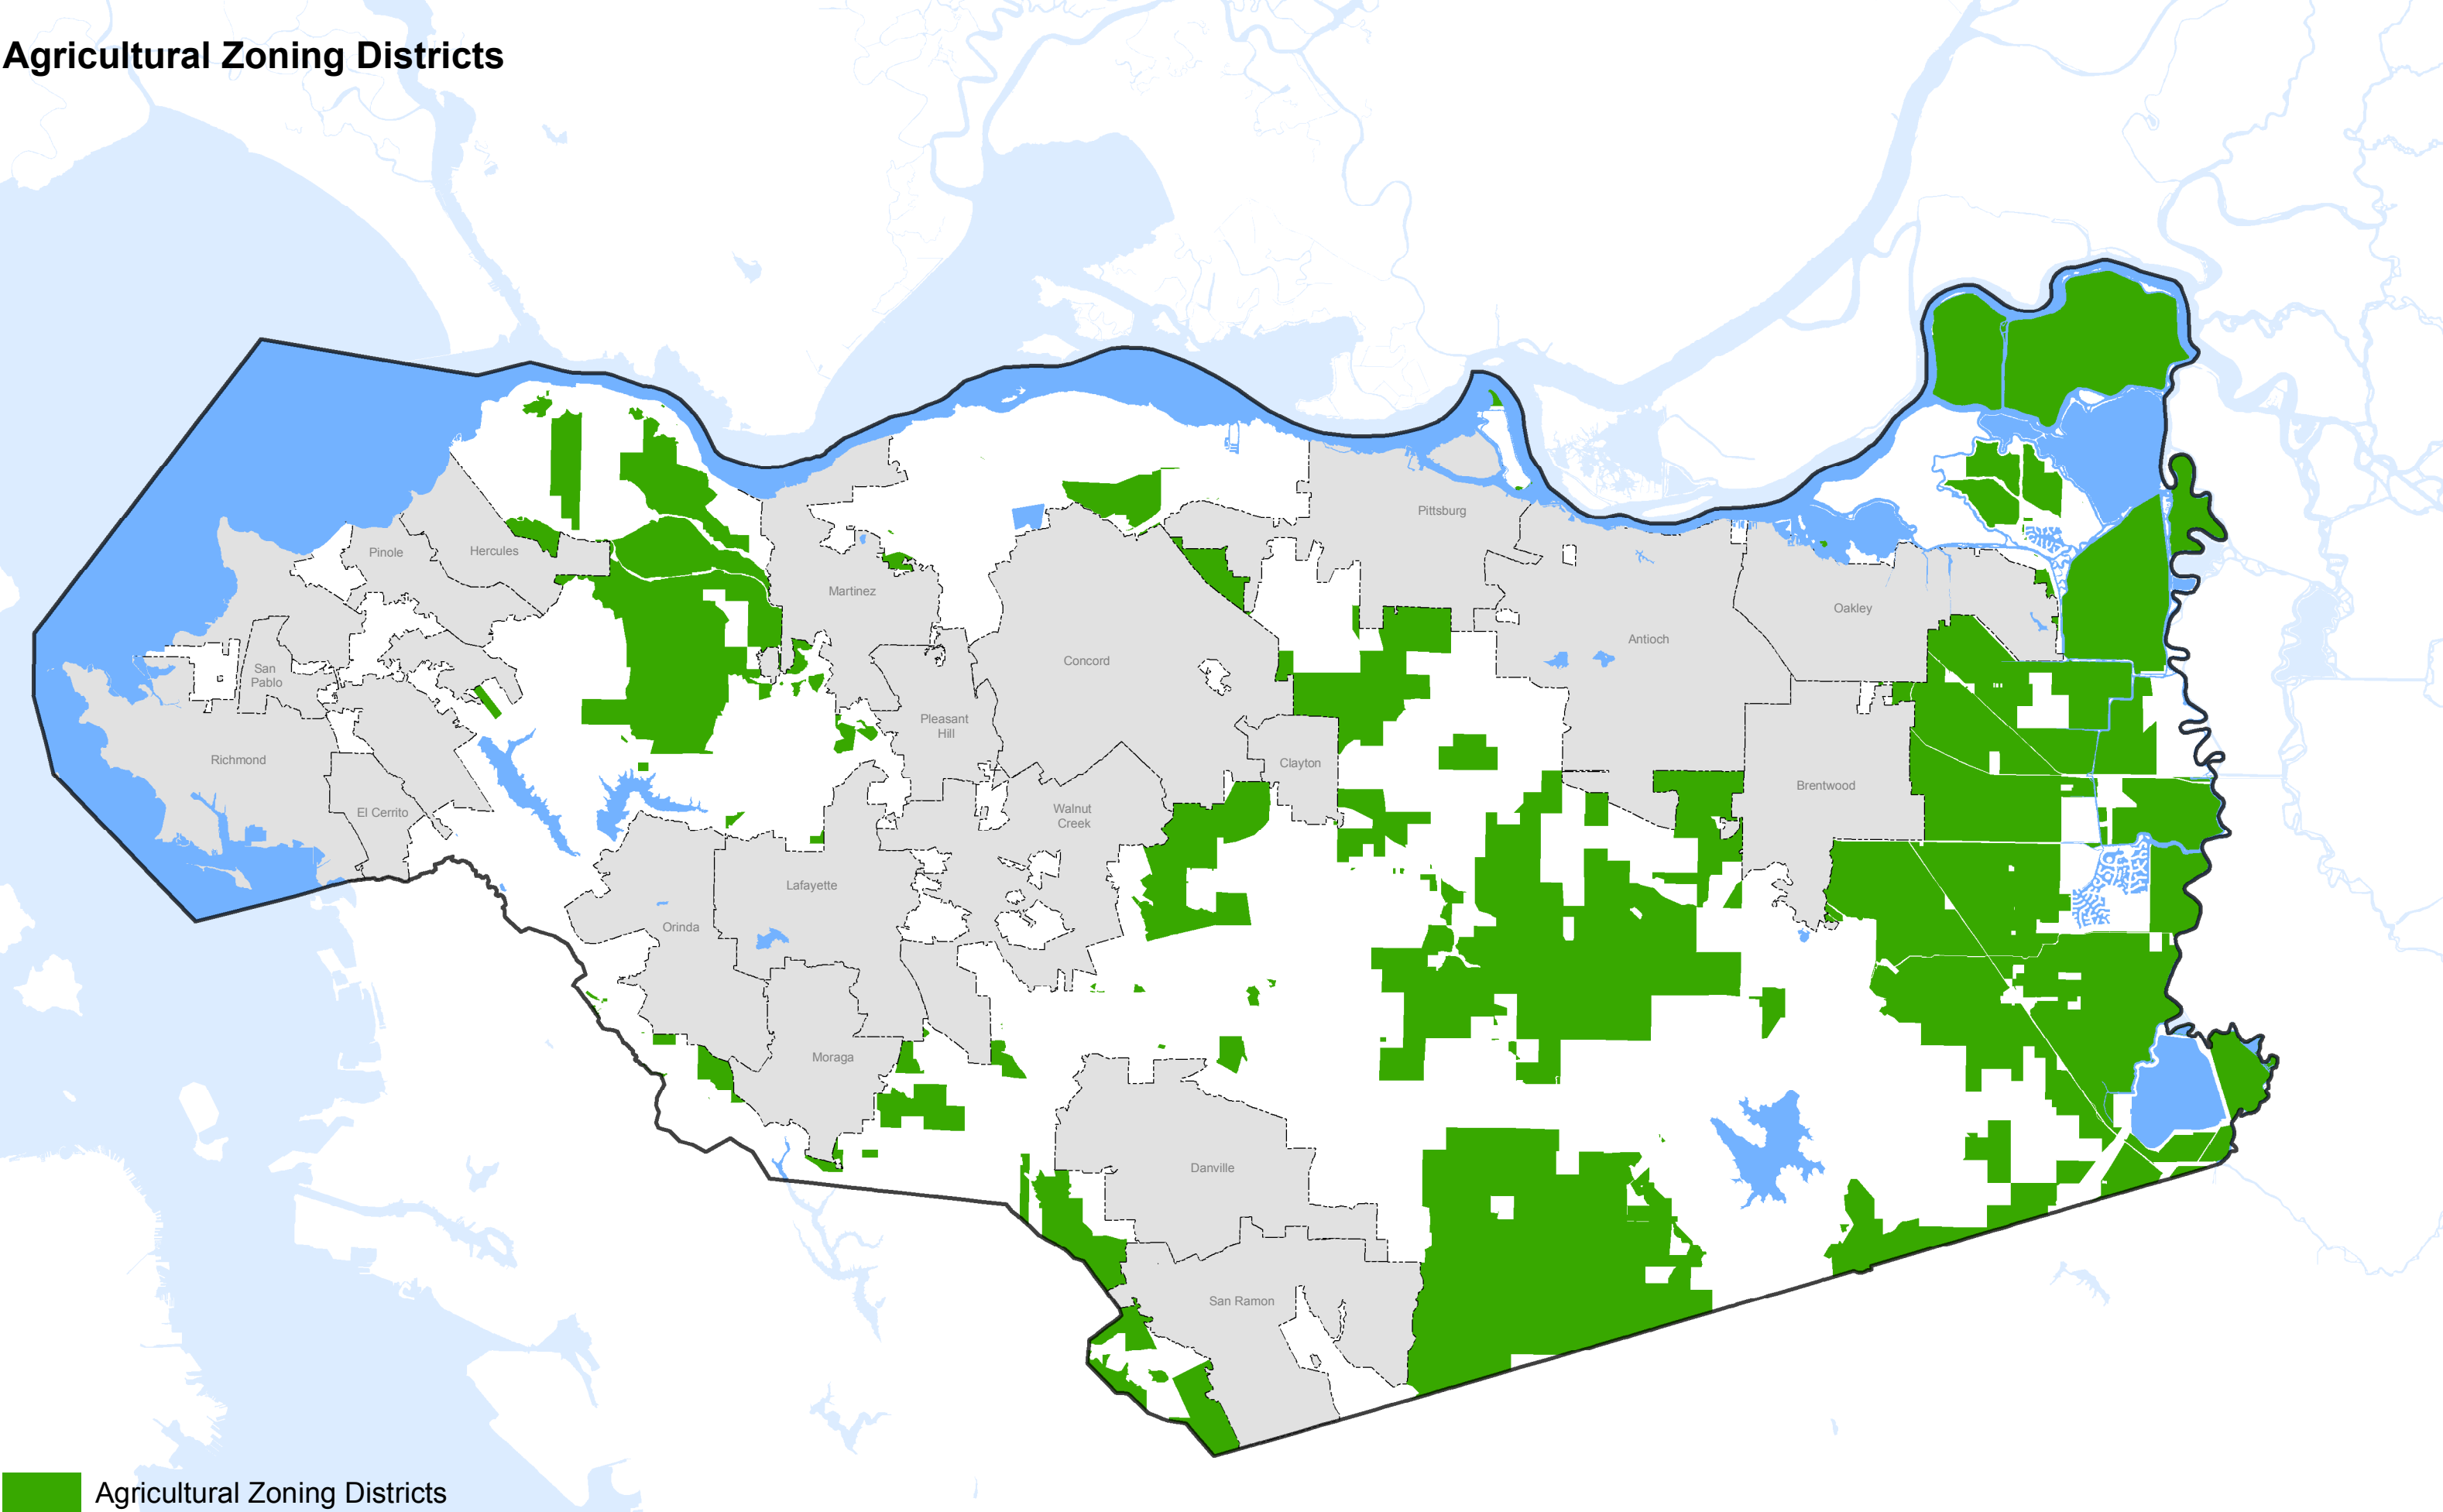 Agricultural Zoning Districts
Pittsburg
Pinole
Hercules
Martinez
Oakley
Antioch
San
Pablo
Concord
Pleasant
Hill
Richmond
Clayton
Brentwood
El Cerrito
Walnut
Creek
Lafayette
Orinda
Moraga
Danville
San Ramon
Agricultural Zoning Districts